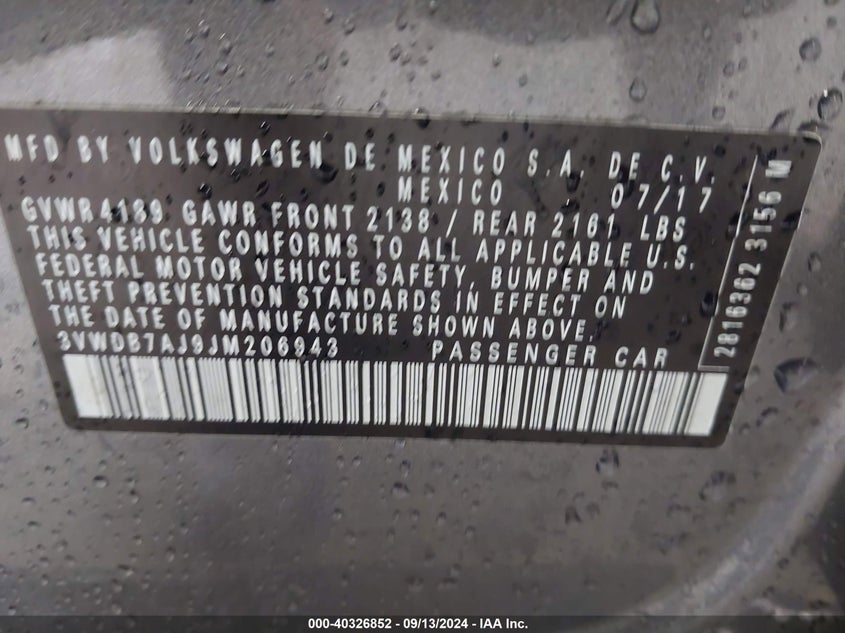 MFD BY VOLKSWAGEN DE MEXICO S.A. DE C.V.
MEXICO 07/17
GVWR 4189 GAWR FRONT 2138 / REAR 2161 LBS
THIS VEHICLE CONFORMS TO ALL APPLICABLE U.S.
FEDERAL MOTOR VEHICLE SAFETY, BUMPER AND
THEFT PREVENTION STANDARDS IN EFFECT ON
THE DATE OF MANUFACTURE SHOWN ABOVE.
3VWDB7AJ9JM206943 PASSENGER CAR
2816362 3156 M
000-40326852 / 09/13/2024 - IAA Inc.